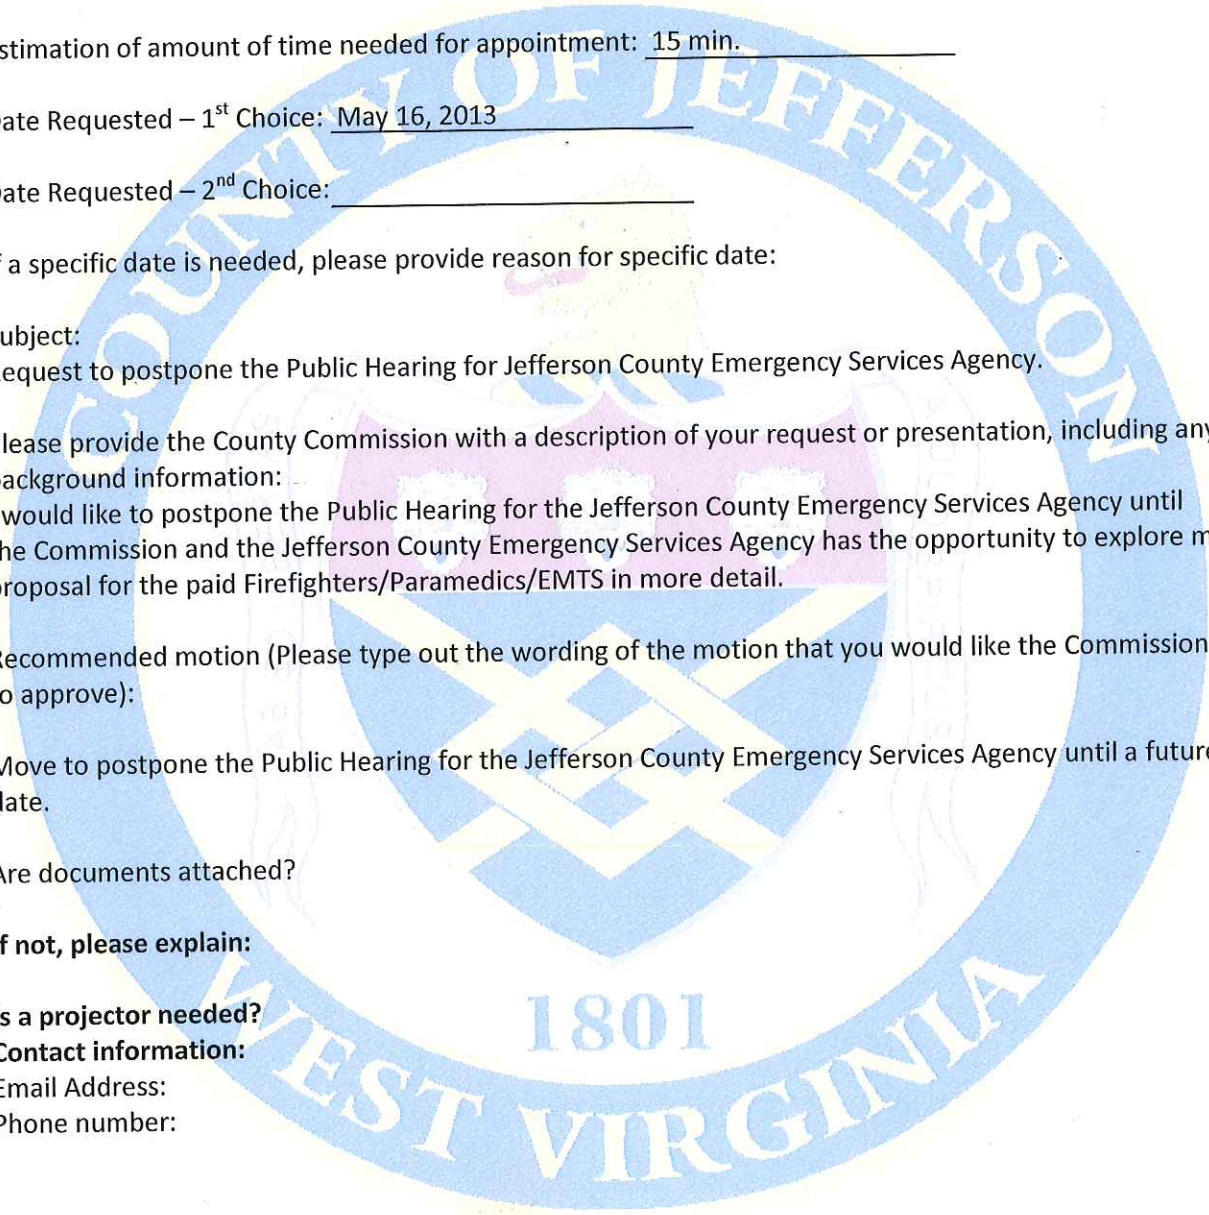 stimation of amount of time needed for appointment: 15 min.
ate Requested – 1st Choice: May 16, 2013
ate Requested – 2nd Choice:
a specific date is needed, please provide reason for specific date:
ubject:
equest to postpone the Public Hearing for Jefferson County Emergency Services Agency.
lease provide the County Commission with a description of your request or presentation, including any
ackground information:
would like to postpone the Public Hearing for the Jefferson County Emergency Services Agency until
he Commission and the Jefferson County Emergency Services Agency has the opportunity to explore m
roposal for the paid Firefighters/Paramedics/EMTS in more detail.
Recommended motion (Please type out the wording of the motion that you would like the Commission
o approve):
Move to postpone the Public Hearing for the Jefferson County Emergency Services Agency until a future
date.
Are documents attached?
f not, please explain:
s a projector needed?
Contact information:
Email Address:
Phone number:
COUNTY OF JEFFERSON
1801
WEST VIRGINIA